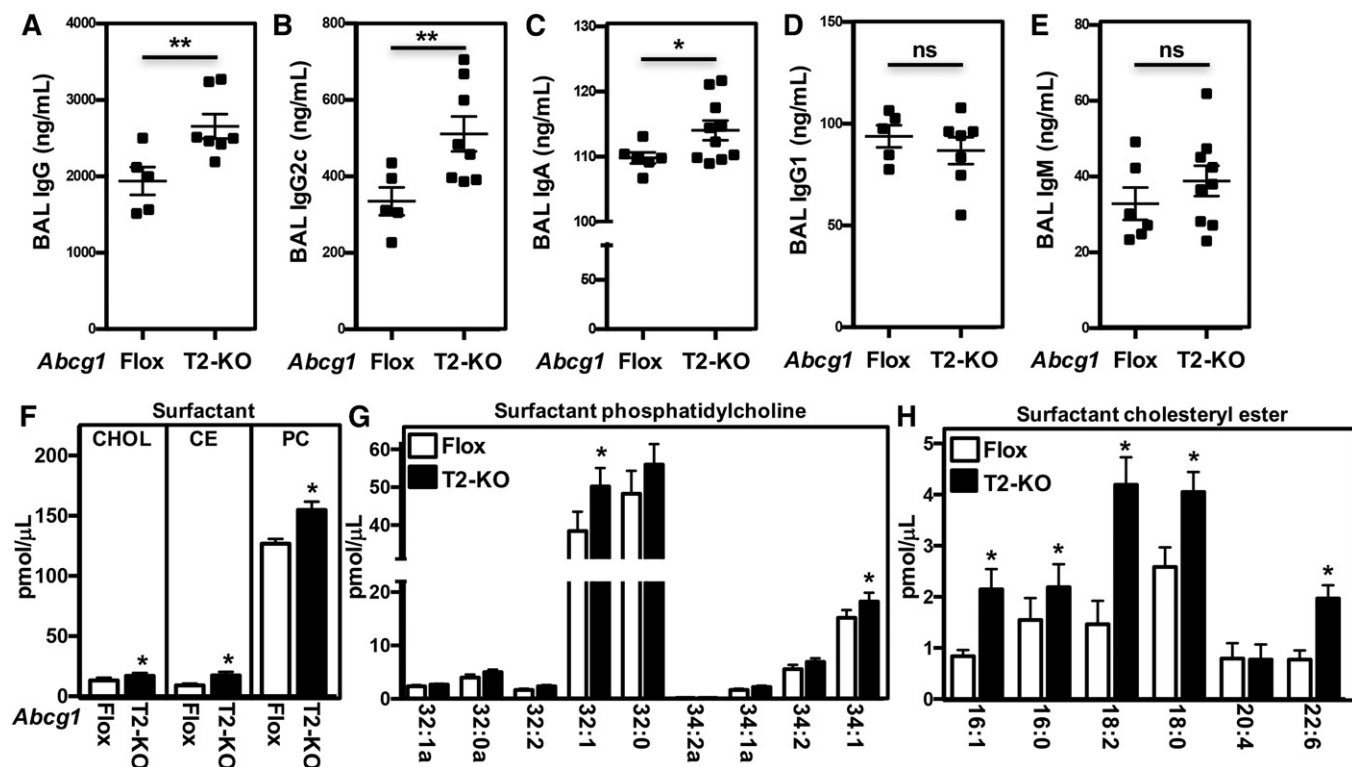 A
BAL IgG (ng/mL)
4000
3000
2000
1000
0
**
Abcg1 Flox T2-KO
B
BAL IgG2c (ng/mL)
800
600
400
200
0
**
Flox T2-KO
C
BAL IgA (ng/mL)
130
120
110
100
50
0
*
Flox T2-KO
D
BAL IgG1 (ng/mL)
150
100
50
0
ns
Flox T2-KO
E
BAL IgM (ng/mL)
80
60
40
20
0
ns
Flox T2-KO
F
Surfactant
CHOL CE PC
pmol/μL
200
150
100
50
0
* * *
Abcg1 Flox T2-KO Flox T2-KO Flox T2-KO
G
Surfactant phosphatidylcholine
Flox
T2-KO
pmol/μL
60
50
40
20
10
0
* *
32:1a 32:0a 32:2 32:1 32:0 34:2a 34:1a 34:2 34:1
H
Surfactant cholesteryl ester
Flox
T2-KO
pmol/μL
5
4
3
2
1
0
* * * * *
16:1 16:0 18:2 18:0 20:4 22:6